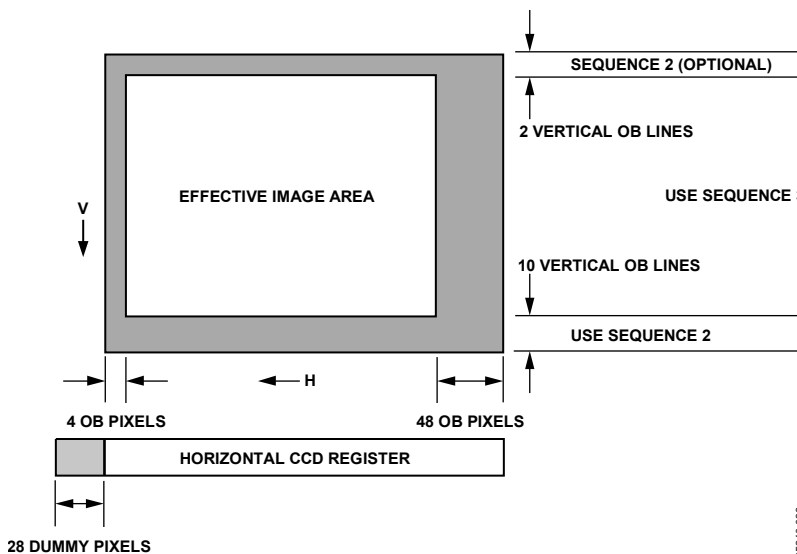 SEQUENCE 2 (OPTIONAL)
2 VERTICAL OB LINES
EFFECTIVE IMAGE AREA
USE SEQUENCE
V
10 VERTICAL OB LINES
USE SEQUENCE 2
H
4 OB PIXELS
48 OB PIXELS
HORIZONTAL CCD REGISTER
28 DUMMY PIXELS